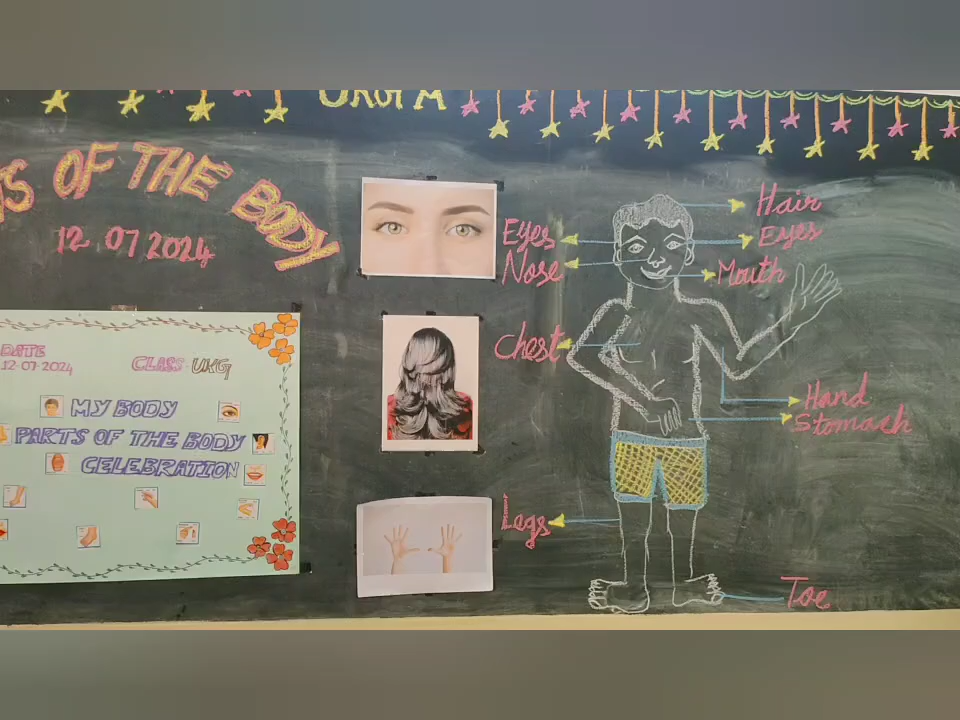 UKG A
OF THE BODY
12.07.2024
DATE
12-07-2024
CLASS - UKG
MY BODY
PARTS OF THE BODY
CELEBRATION
Eyes
Nose
Chest
Legs
Hair
Eyes
Mouth
Hand
Stomach
Toe